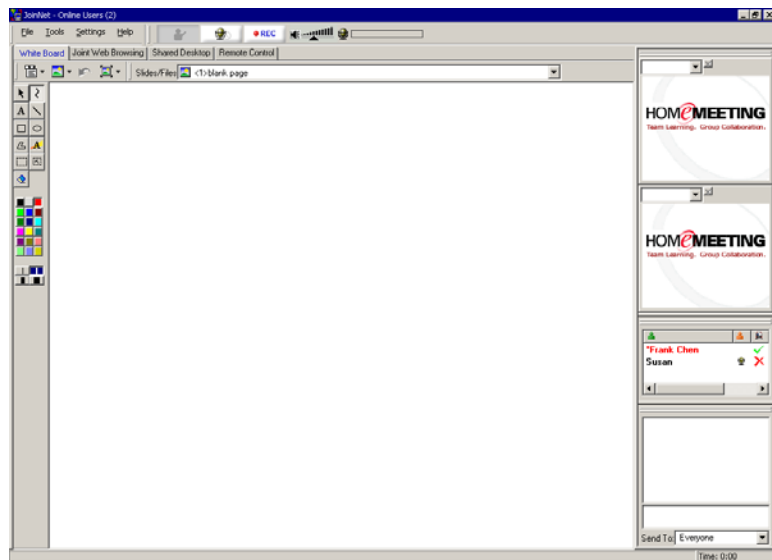 JoinNet - Online Users (2)
File Tools Settings Help
REC
White Board Joint Web Browsing Shared Desktop Remote Control
Slides/Files <1>blank page
A
A
HOMeMEETING
Team Learning. Group Collaboration.
HOMeMEETING
Team Learning. Group Collaboration.
*Frank Chen
Susan
Send To: Everyone
Time: 0:00